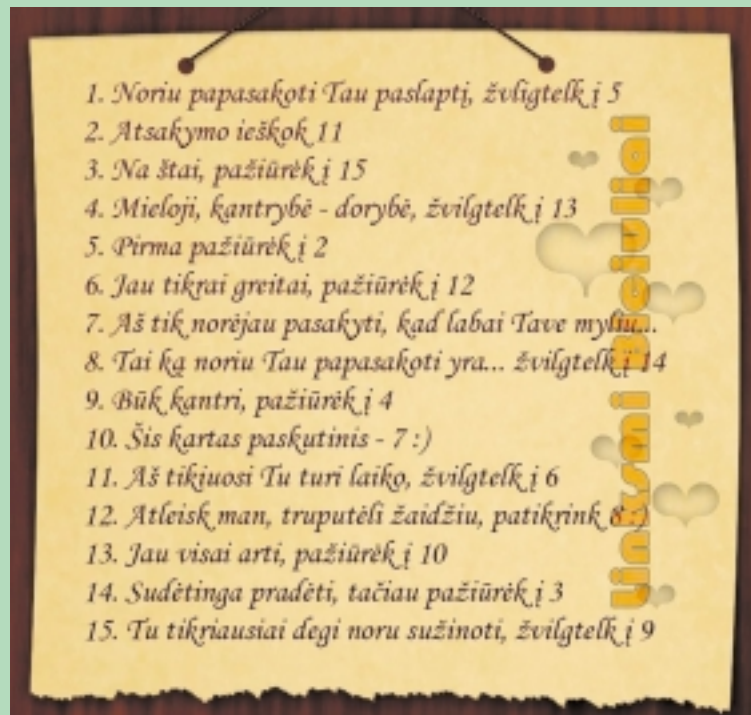 1. Noriu papasakoti Tau paslaptį, žvligtelk į 5
2. Atsakymo ieškok 11
3. Na štai, pažiūrėk į 15
4. Mieloji, kantrybė - dorybė, žvilgtelk į 13
5. Pirma pažiūrėk į 2
6. Jau tikrai greitai, pažiūrėk į 12
7. Aš tik norėjau pasakyti, kad labai Tave myliu...
8. Tai ką noriu Tau papasakoti yra... žvilgtelk į 14
9. Būk kantri, pažiūrėk į 4
10. Šis kartas paskutinis - 7 :)
11. Aš tikiuosi Tu turi laiko, žvilgtelk į 6
12. Atleisk man, truputėli žaidžiu, patikrink 8 :)
13. Jau visai arti, pažiūrėk į 10
14. Sudėtinga pradėti, tačiau pažiūrėk į 3
15. Tu tikriausiai degi noru sužinoti, žvilgtelk į 9
Linksmi Bleiuliai